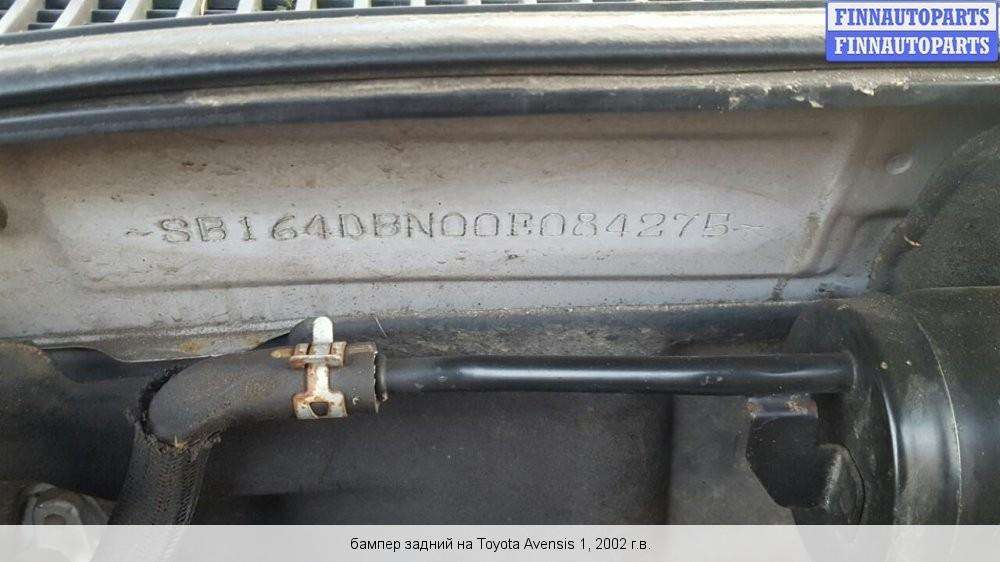 FINNAUTOPARTS
FINNAUTOPARTS
~SB164DBN00E084275~
бампер задний на Toyota Avensis 1, 2002 г.в.